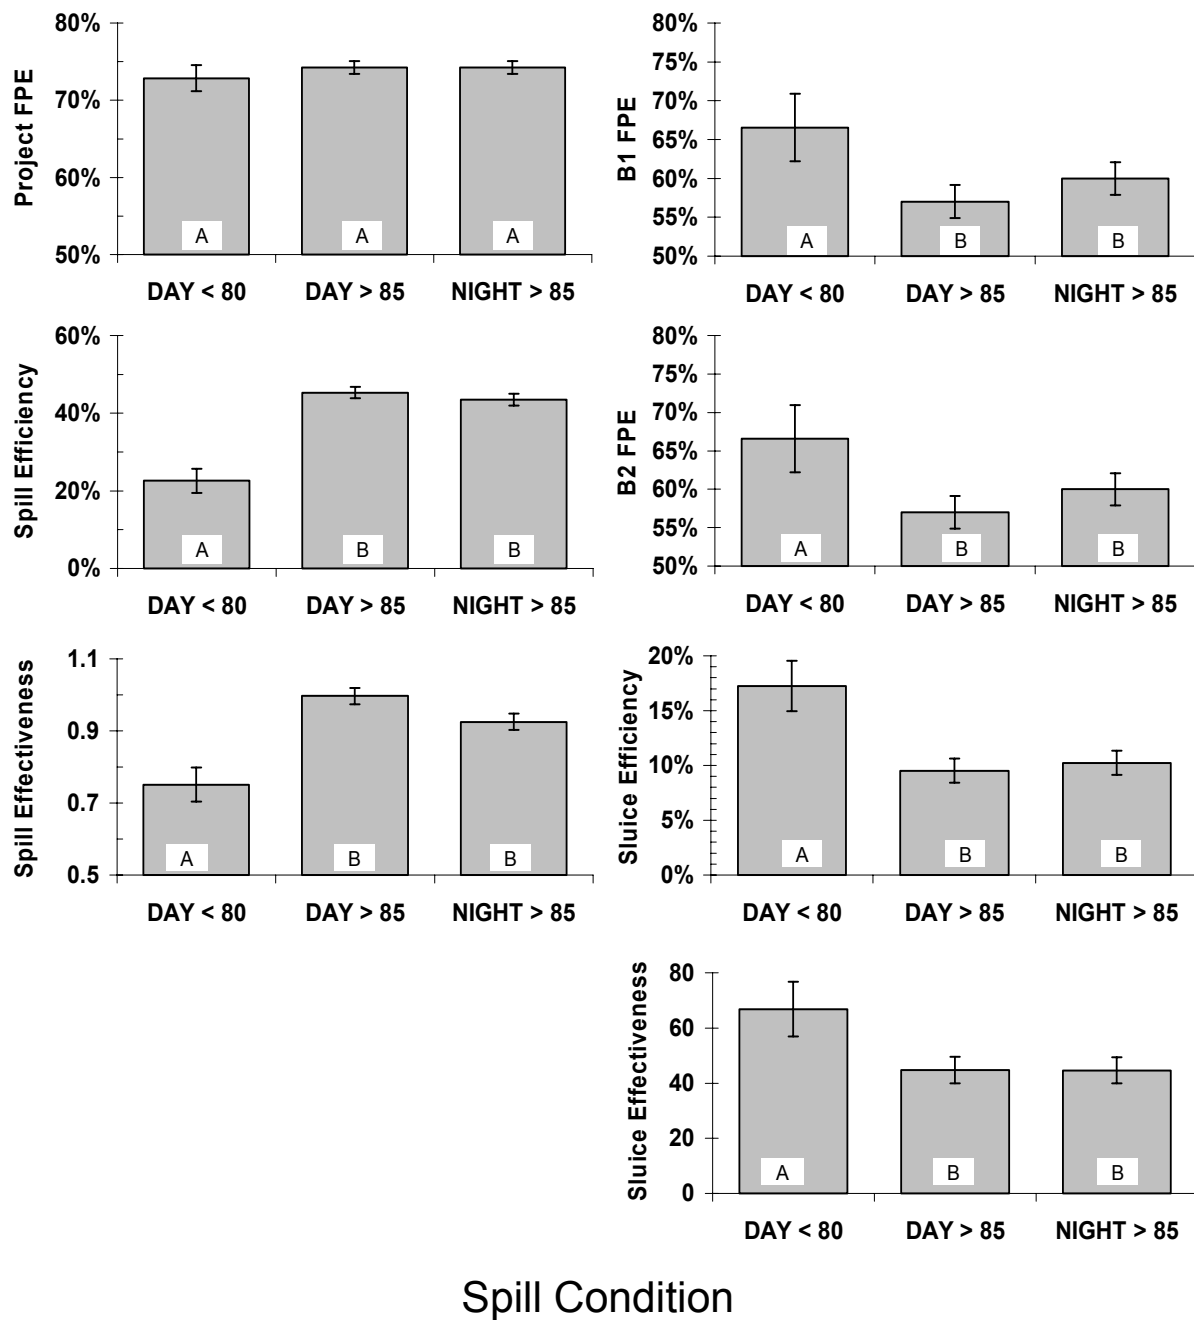 Project FPE
80%
70%
60%
50%
A
A
A
DAY < 80
DAY > 85
NIGHT > 85
B1 FPE
80%
75%
70%
65%
60%
55%
50%
A
B
B
DAY < 80
DAY > 85
NIGHT > 85
Spill Efficiency
60%
40%
20%
0%
A
B
B
DAY < 80
DAY > 85
NIGHT > 85
B2 FPE
80%
75%
70%
65%
60%
55%
50%
A
B
B
DAY < 80
DAY > 85
NIGHT > 85
Spill Effectiveness
1.1
0.9
0.7
0.5
A
B
B
DAY < 80
DAY > 85
NIGHT > 85
Sluice Efficiency
20%
15%
10%
5%
0%
A
B
B
DAY < 80
DAY > 85
NIGHT > 85
Sluice Effectiveness
80
60
40
20
0
A
B
B
DAY < 80
DAY > 85
NIGHT > 85
Spill Condition